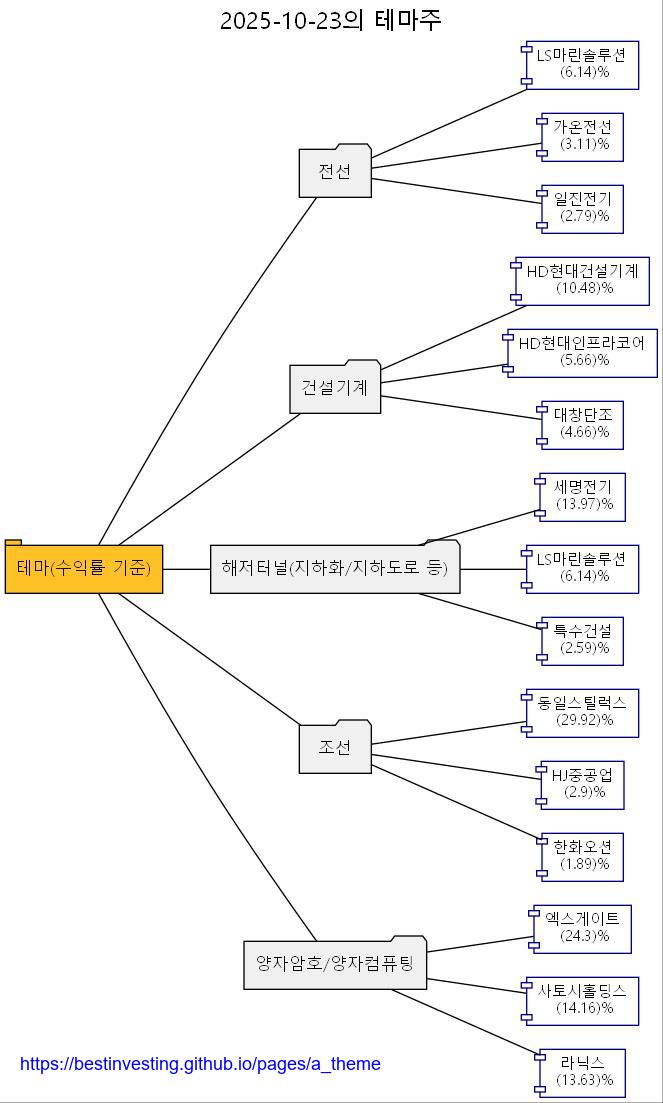 2025-10-23의 테마주
LS마린솔루션
(6.14)%
가온전선
(3.11)%
전선
일진전기
(2.79)%
HD현대건설기계
(10.48)%
HD현대인프라코어
(5.66)%
건설기계
대창단조
(4.66)%
세명전기
(13.97)%
테마(수익률 기준)
해저터널(지하화/지하도로 등)
LS마린솔루션
(6.14)%
특수건설
(2.59)%
동일스틸럭스
(29.92)%
조선
HJ중공업
(2.9)%
한화오션
(1.89)%
엑스게이트
(24.3)%
양자암호/양자컴퓨팅
사토시홀딩스
(14.16)%
라닉스
(13.63)%
https://bestinvesting.github.io/pages/a_theme